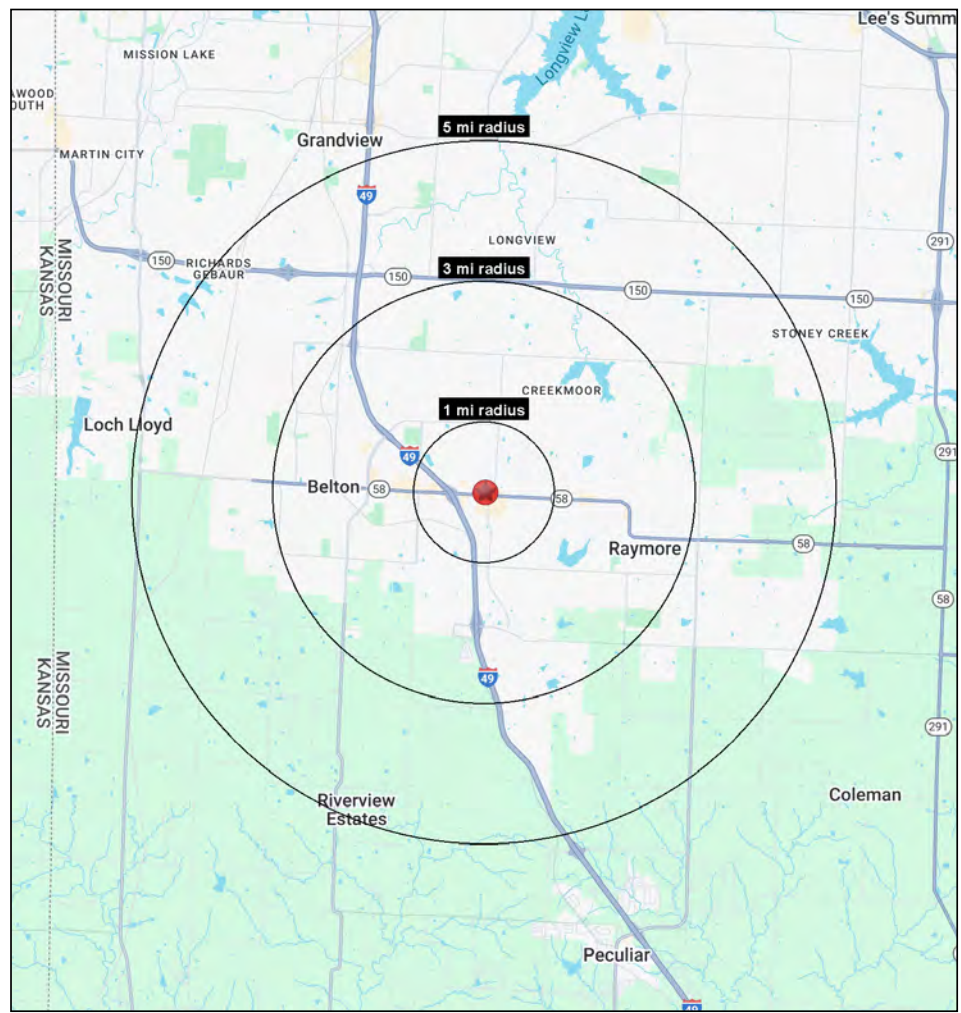 Lee's Summ
MISSION LAKE
Longview La
AWOOD
OUTH
5 mi radius
Grandview
MARTIN CITY
49
LONGVIEW
291
MISSOURI
KANSAS
150
RICHARDS
GEBAUR
150
3 mi radius
150
150
STONEY CREEK
CREEKMOOR
1 mi radius
Loch Lloyd
49
291
Belton
58
58
Raymore
58
58
MISSOURI
KANSAS
49
291
Riverview
Estates
Coleman
Peculiar
49